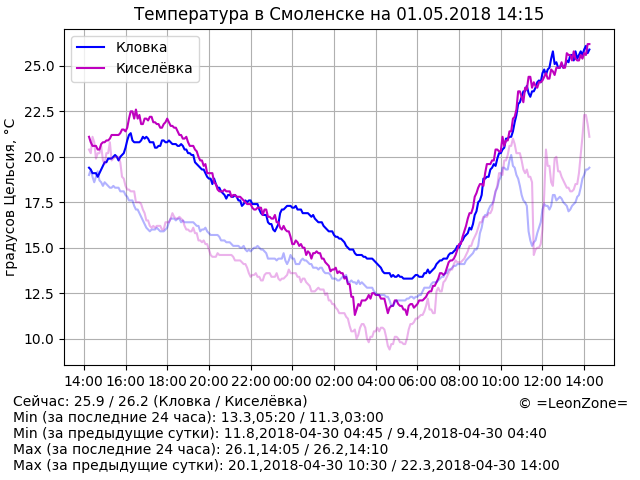 Температура в Смоленске на 01.05.2018 14:15
Кловка
Киселёвка
градусов Цельсия, °C
25.0
22.5
20.0
17.5
15.0
12.5
10.0
14:00 16:00 18:00 20:00 22:00 00:00 02:00 04:00 06:00 08:00 10:00 12:00 14:00
Сейчас: 25.9 / 26.2 (Кловка / Киселёвка)
© =LeonZone=
Min (за последние 24 часа): 13.3,05:20 / 11.3,03:00
Min (за предыдущие сутки): 11.8,2018-04-30 04:45 / 9.4,2018-04-30 04:40
Max (за последние 24 часа): 26.1,14:05 / 26.2,14:10
Max (за предыдущие сутки): 20.1,2018-04-30 10:30 / 22.3,2018-04-30 14:00